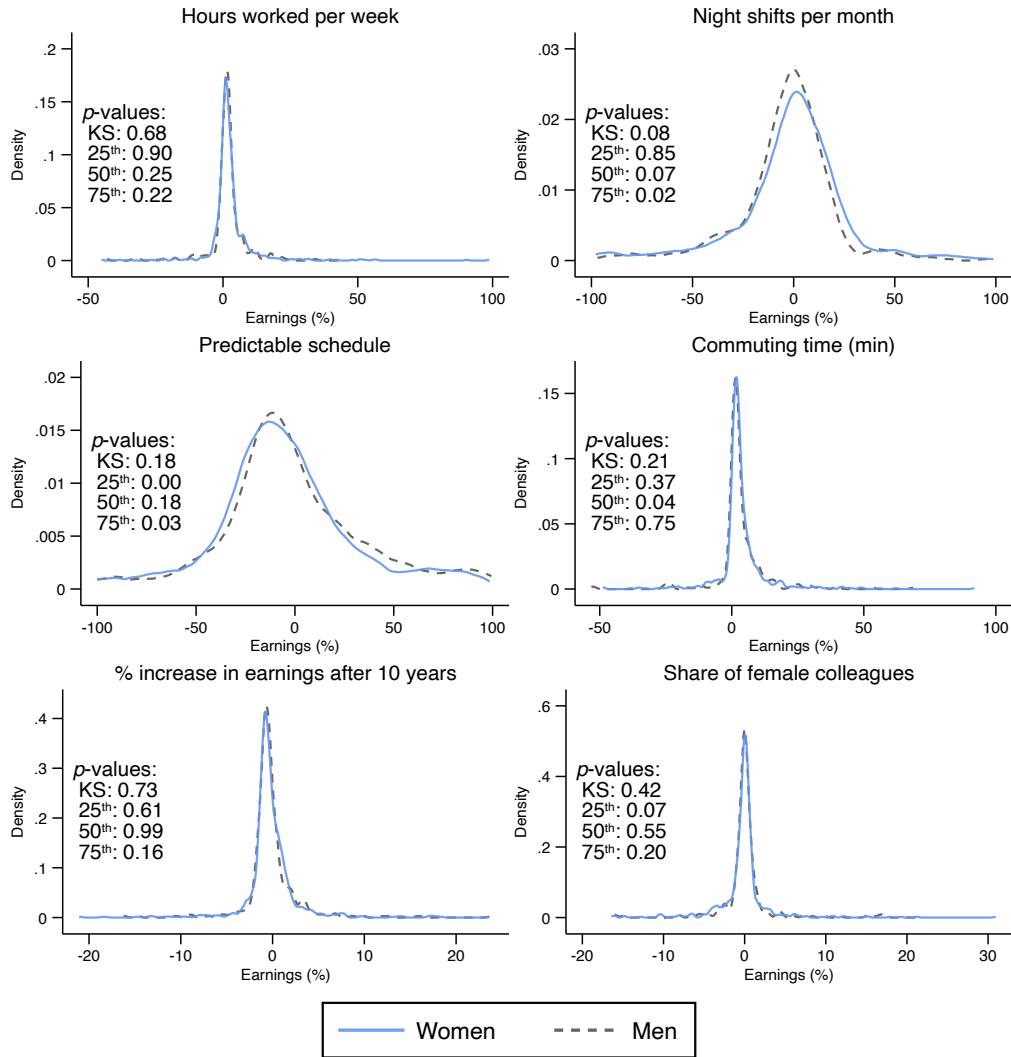 Hours worked per week
.2
.15
.1
.05
0
Density
p-values:
KS: 0.68
25th: 0.90
50th: 0.25
75th: 0.22
-50
0
50
100
Earnings (%)
Night shifts per month
.03
.02
.01
0
Density
p-values:
KS: 0.08
25th: 0.85
50th: 0.07
75th: 0.02
-100
-50
0
50
100
Earnings (%)
Predictable schedule
.02
.015
.01
.005
0
Density
p-values:
KS: 0.18
25th: 0.00
50th: 0.18
75th: 0.03
-100
-50
0
50
100
Earnings (%)
Commuting time (min)
.15
.1
.05
0
Density
p-values:
KS: 0.21
25th: 0.37
50th: 0.04
75th: 0.75
-50
0
50
100
Earnings (%)
% increase in earnings after 10 years
.4
.3
.2
.1
0
Density
p-values:
KS: 0.73
25th: 0.61
50th: 0.99
75th: 0.16
-20
-10
0
10
20
Earnings (%)
Share of female colleagues
.6
.4
.2
0
Density
p-values:
KS: 0.42
25th: 0.07
50th: 0.55
75th: 0.20
-20
-10
0
10
20
30
Earnings (%)
Women
Men